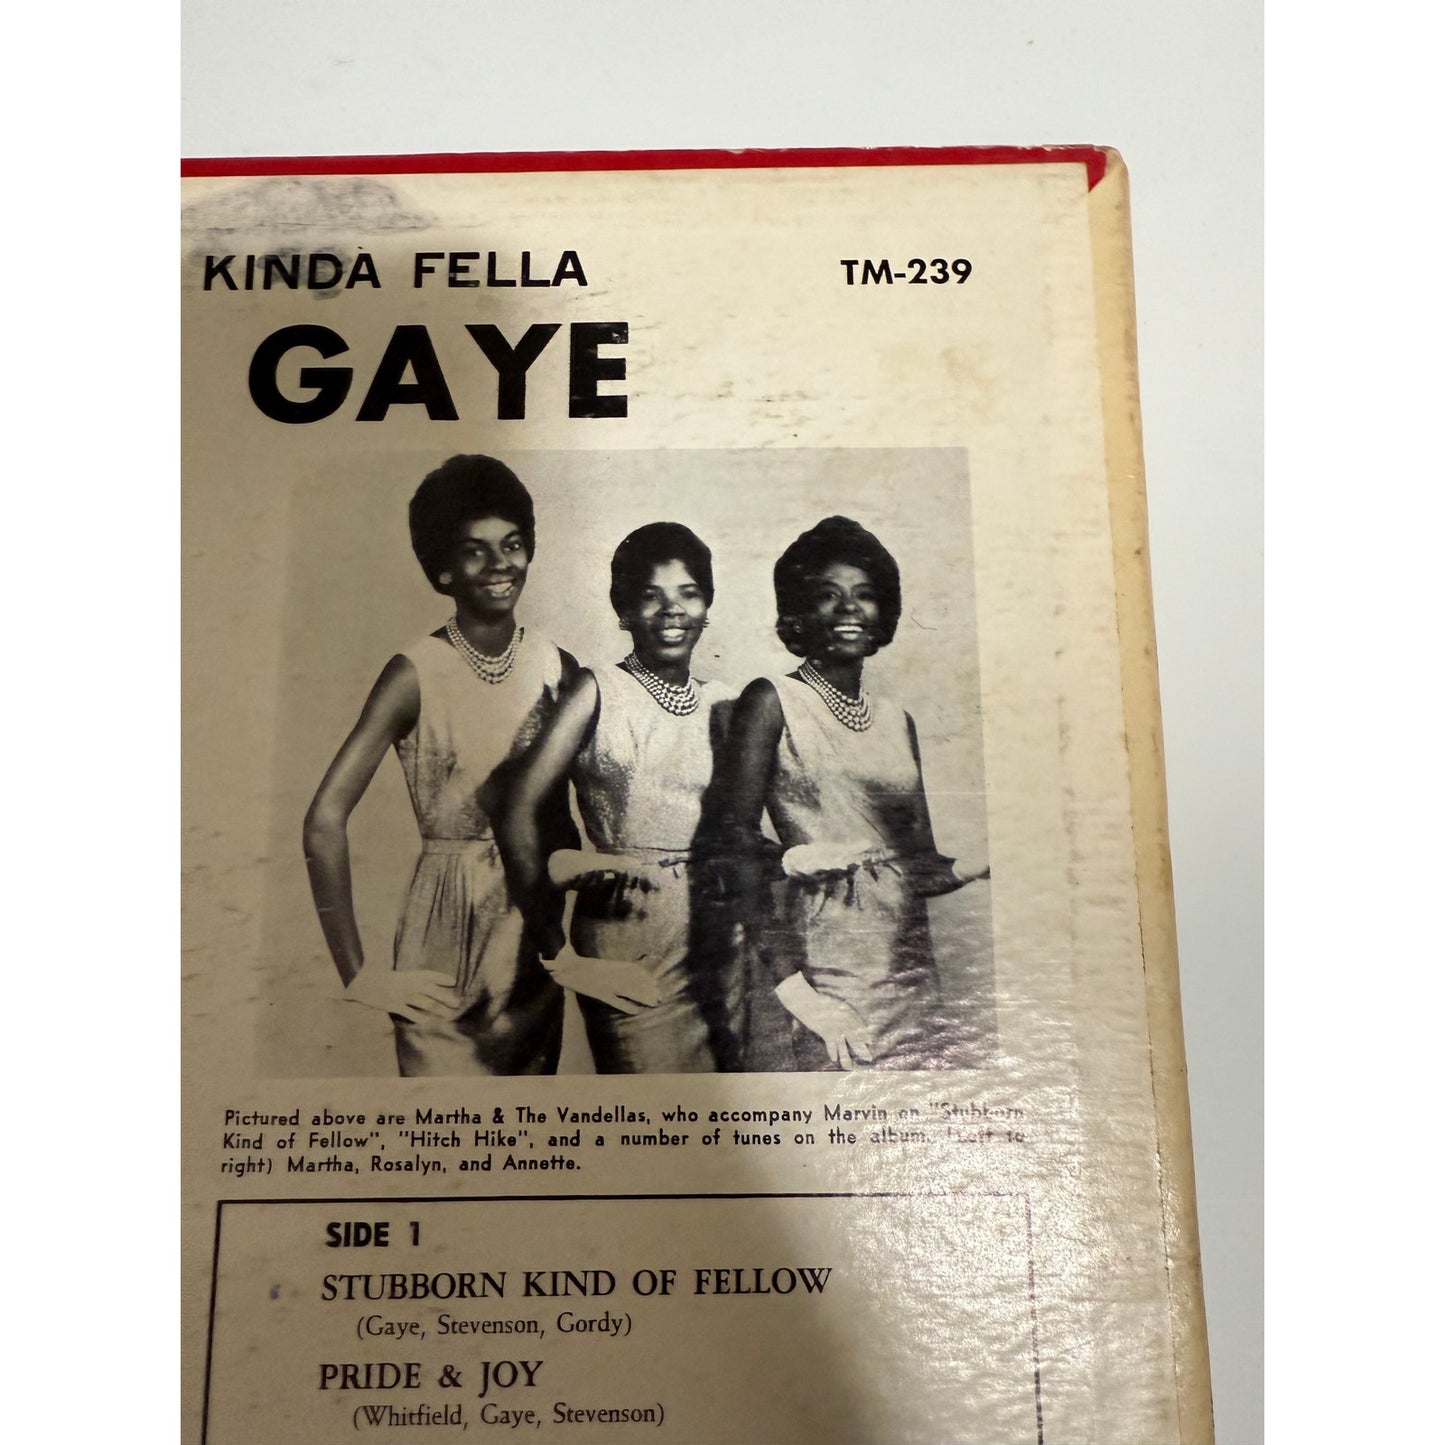 KINDA FELLA TM-239
GAYE
Pictured above are Martha & The Vandellas, who accompany Marvin on "Stubborn
Kind of Fellow", "Hitch Hike", and a number of tunes on the album. (Left to
right) Martha, Rosalyn, and Annette.
SIDE 1
STUBBORN KIND OF FELLOW
(Gaye, Stevenson, Gordy)
PRIDE & JOY
(Whitfield, Gaye, Stevenson)